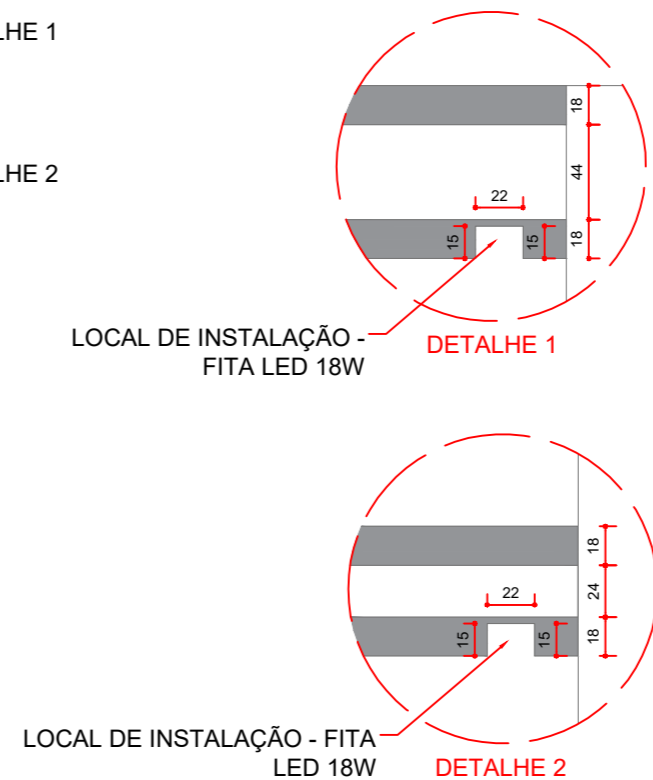 LHE 1
18
44
22
15
15
18
LOCAL DE INSTALAÇÃO -
FITA LED 18W
DETALHE 1
LHE 2
18
24
22
15
15
18
LOCAL DE INSTALAÇÃO - FITA
LED 18W
DETALHE 2